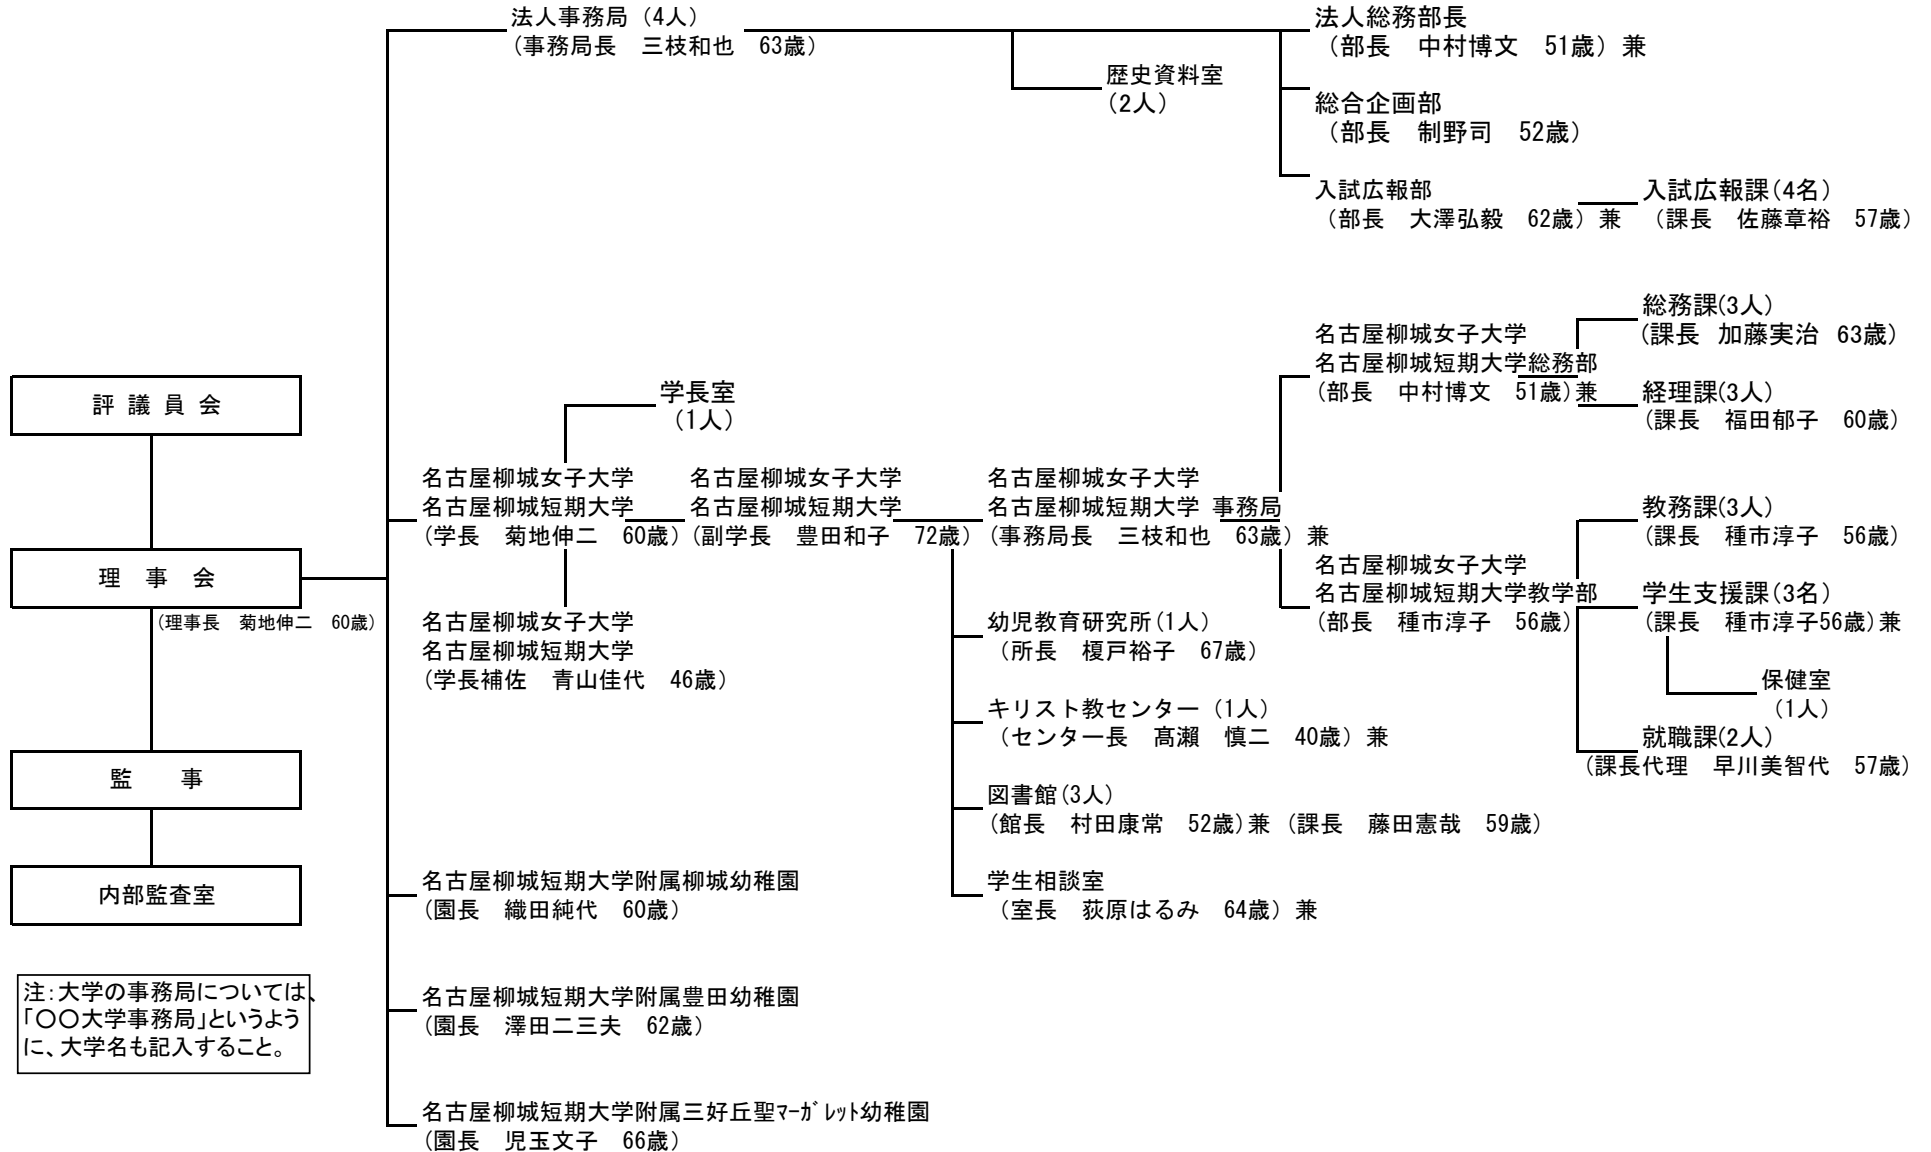 法人事務局（4人）
（事務局長　三枝和也　63歳）
歴史資料室
（2人）
法人総務部長
（部長　中村博文　51歳）兼
総合企画部
（部長　制野司　52歳）
入試広報部
（部長　大澤弘毅　62歳）兼
入試広報課（4名）
（課長　佐藤章裕　57歳）
評 議 員 会
理　事　会
（理事長　菊地伸二　60歳）
監　　事
内部監査室
注：大学の事務局については、
「〇〇大学事務局」というよう
に、大学名も記入すること。
学長室
（1人）
名古屋柳城女子大学
名古屋柳城短期大学
（学長　菊地伸二　60歳）
名古屋柳城女子大学
名古屋柳城短期大学
（副学長　豊田和子　72歳）
名古屋柳城女子大学
名古屋柳城短期大学 事務局
（事務局長　三枝和也　63歳）兼
名古屋柳城女子大学
名古屋柳城短期大学総務部
（部長　中村博文　51歳）兼
総務課（3人）
（課長　加藤実治　63歳）
経理課（3人）
（課長　福田郁子　60歳）
名古屋柳城女子大学
名古屋柳城短期大学教学部
（部長　種市淳子　56歳）
教務課（3人）
（課長　種市淳子　56歳）
学生支援課（3名）
（課長　種市淳子56歳）兼
保健室
（1人）
就職課（2人）
（課長代理　早川美智代　57歳）
名古屋柳城女子大学
名古屋柳城短期大学
（学長補佐　青山佳代　46歳）
幼児教育研究所（1人）
（所長　榎戸裕子　67歳）
キリスト教センター（1人）
（センター長　髙瀨　慎二　40歳）兼
図書館（3人）
（館長　村田康常　52歳）兼（課長　藤田憲哉　59歳）
学生相談室
（室長　荻原はるみ　64歳）兼
名古屋柳城短期大学附属柳城幼稚園
（園長　織田純代　60歳）
名古屋柳城短期大学附属豊田幼稚園
（園長　澤田二三夫　62歳）
名古屋柳城短期大学附属三好丘聖ﾏｰｶﾞﾚｯﾄ幼稚園
（園長　児玉文子　66歳）